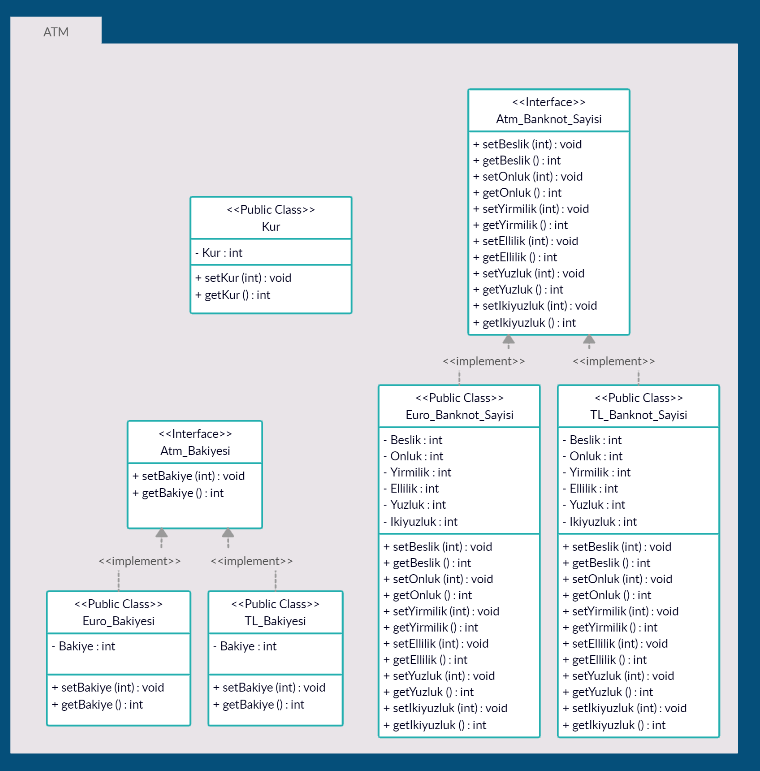 ATM
<<Interface>>
Atm_Banknot_Sayisi
+ setBeslik (int) : void
+ getBeslik () : int
+ setOnluk (int) : void
+ getOnluk () : int
+ setYirmilik (int) : void
+ getYirmilik () : int
+ setEllilik (int) : void
+ getEllilik () : int
+ setYuzluk (int) : void
+ getYuzluk () : int
+ setIkiyuzluk (int) : void
+ getIkiyuzluk () : int
<<Public Class>>
Kur
- Kur : int
+ setKur (int) : void
+ getKur () : int
<<implement>>
<<implement>>
<<Public Class>>
Euro_Banknot_Sayisi
- Beslik : int
- Onluk : int
- Yirmilik : int
- Ellilik : int
- Yuzluk : int
- Ikiyuzluk : int
+ setBeslik (int) : void
+ getBeslik () : int
+ setOnluk (int) : void
+ getOnluk () : int
+ setYirmilik (int) : void
+ getYirmilik () : int
+ setEllilik (int) : void
+ getEllilik () : int
+ setYuzluk (int) : void
+ getYuzluk () : int
+ setIkiyuzluk (int) : void
+ getIkiyuzluk () : int
<<Public Class>>
TL_Banknot_Sayisi
- Beslik : int
- Onluk : int
- Yirmilik : int
- Ellilik : int
- Yuzluk : int
- Ikiyuzluk : int
+ setBeslik (int) : void
+ getBeslik () : int
+ setOnluk (int) : void
+ getOnluk () : int
+ setYirmilik (int) : void
+ getYirmilik () : int
+ setEllilik (int) : void
+ getEllilik () : int
+ setYuzluk (int) : void
+ getYuzluk () : int
+ setIkiyuzluk (int) : void
+ getIkiyuzluk () : int
<<Interface>>
Atm_Bakiyesi
+ setBakiye (int) : void
+ getBakiye () : int
<<implement>>
<<implement>>
<<Public Class>>
Euro_Bakiyesi
- Bakiye : int
+ setBakiye (int) : void
+ getBakiye () : int
<<Public Class>>
TL_Bakiyesi
- Bakiye : int
+ setBakiye (int) : void
+ getBakiye () : int